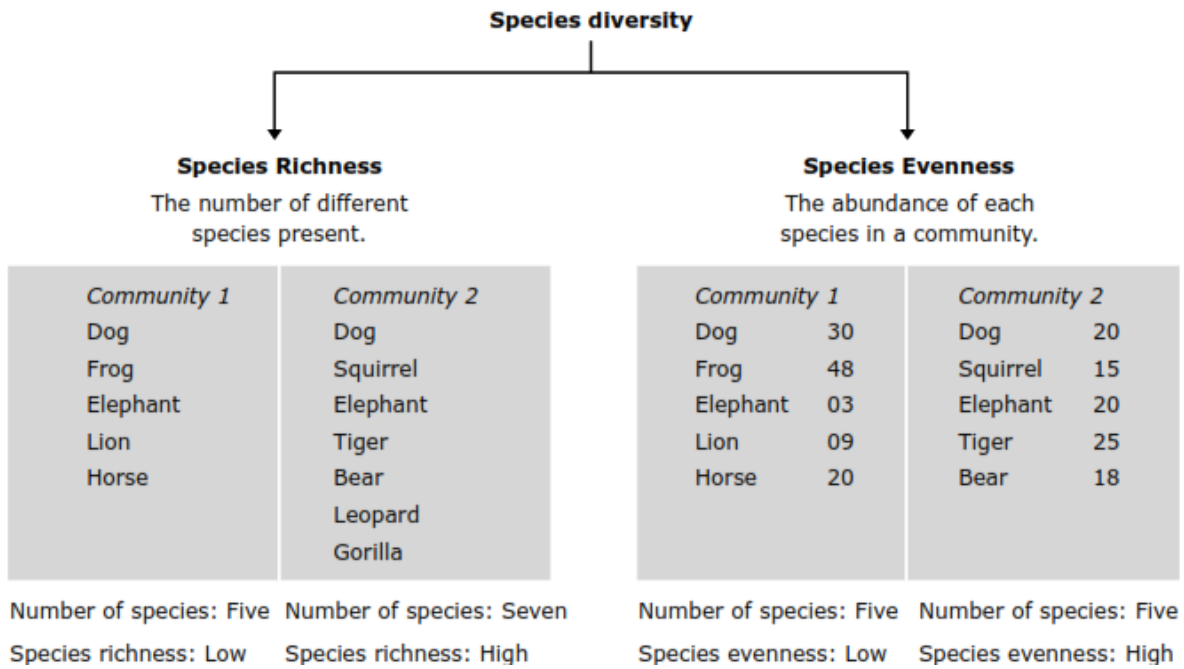 Species diversity
Species Richness
The number of different
species present.
Community 1
Dog
Frog
Elephant
Lion
Horse
Community 2
Dog
Squirrel
Elephant
Tiger
Bear
Leopard
Gorilla
Number of species: Five
Species richness: Low
Number of species: Seven
Species richness: High
Species Evenness
The abundance of each
species in a community.
Community 1
Dog 30
Frog 48
Elephant 03
Lion 09
Horse 20
Community 2
Dog 20
Squirrel 15
Elephant 20
Tiger 25
Bear 18
Number of species: Five
Species evenness: Low
Number of species: Five
Species evenness: High